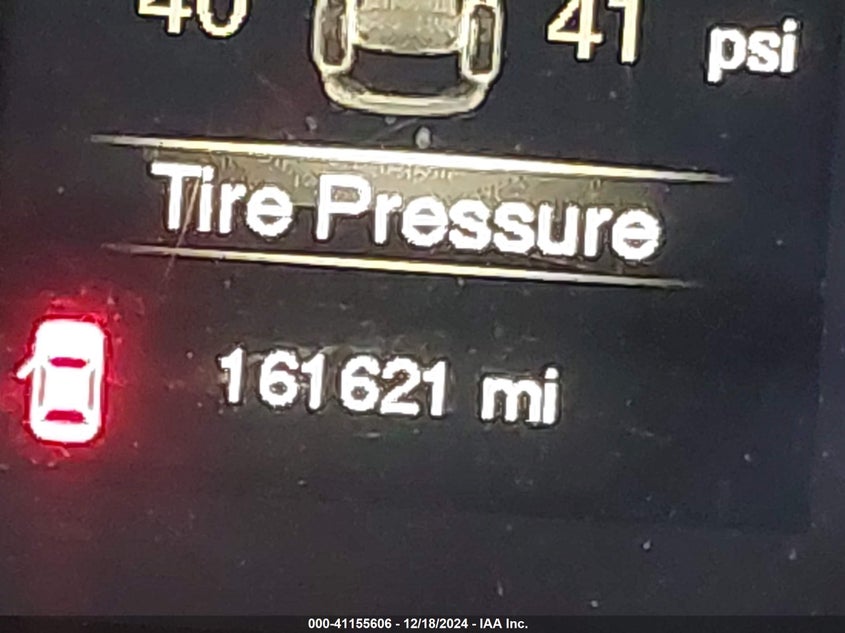 40 41 psi
Tire Pressure
161621 mi
000-41155606 - 12/18/2024 - IAA Inc.